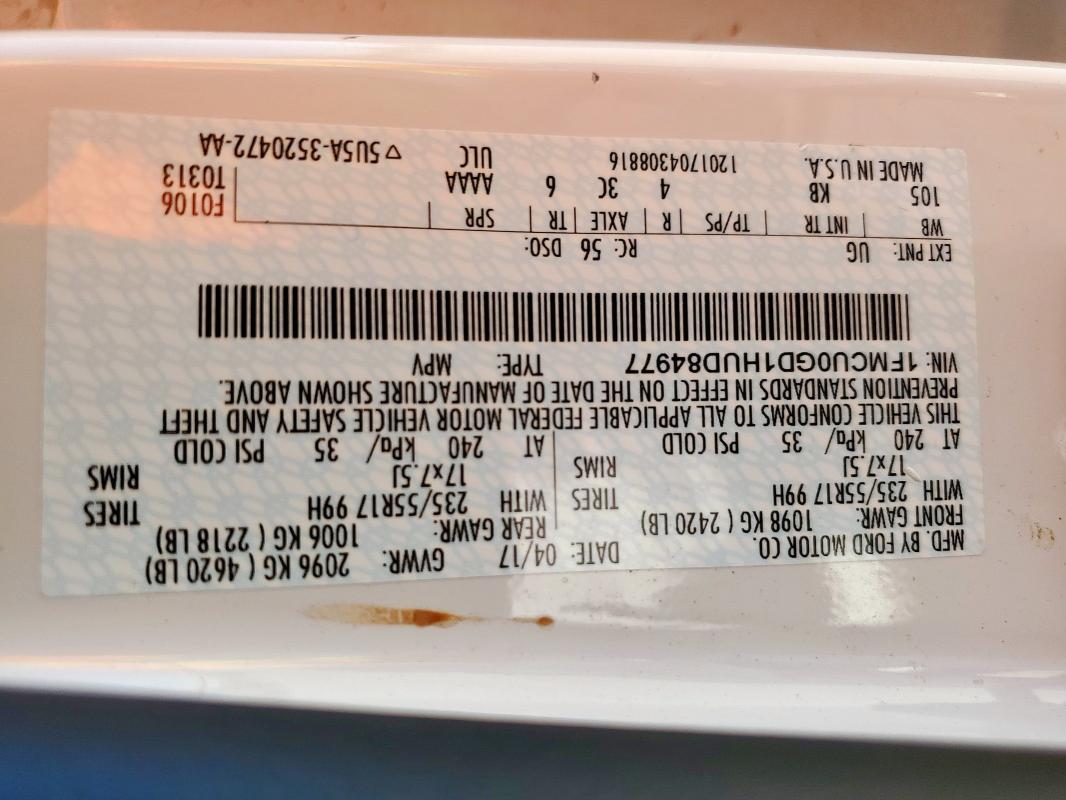 MFD. BY FORD MOTOR CO.
DATE: 04/17 GVWR: 2096 KG ( 4620 LB)
FRONT GAWR: 1098 KG ( 2420 LB) REAR GAWR: 1006 KG ( 2218 LB)
WITH 235/55R17 99H TIRES WITH 235/55R17 99H TIRES
17x7.5J RIMS 17x7.5J RIMS
AT 240 kPa/ 35 PSI COLD AT 240 kPa/ 35 PSI COLD
THIS VEHICLE CONFORMS TO ALL APPLICABLE FEDERAL MOTOR VEHICLE SAFETY AND THEFT
PREVENTION STANDARDS IN EFFECT ON THE DATE OF MANUFACTURE SHOWN ABOVE.
VIN: 1FMCU0GD1HUD84977 TYPE: MPV
EXT PNT: UG RC: 56 DSO:
WB INT TR TP/PS R AXLE TR SPR F0106
105 KB 4 3C 6 AAAA T0313
MADE IN U.S.A. 1201704308816 ULC ▽5U5A-3520472-AA